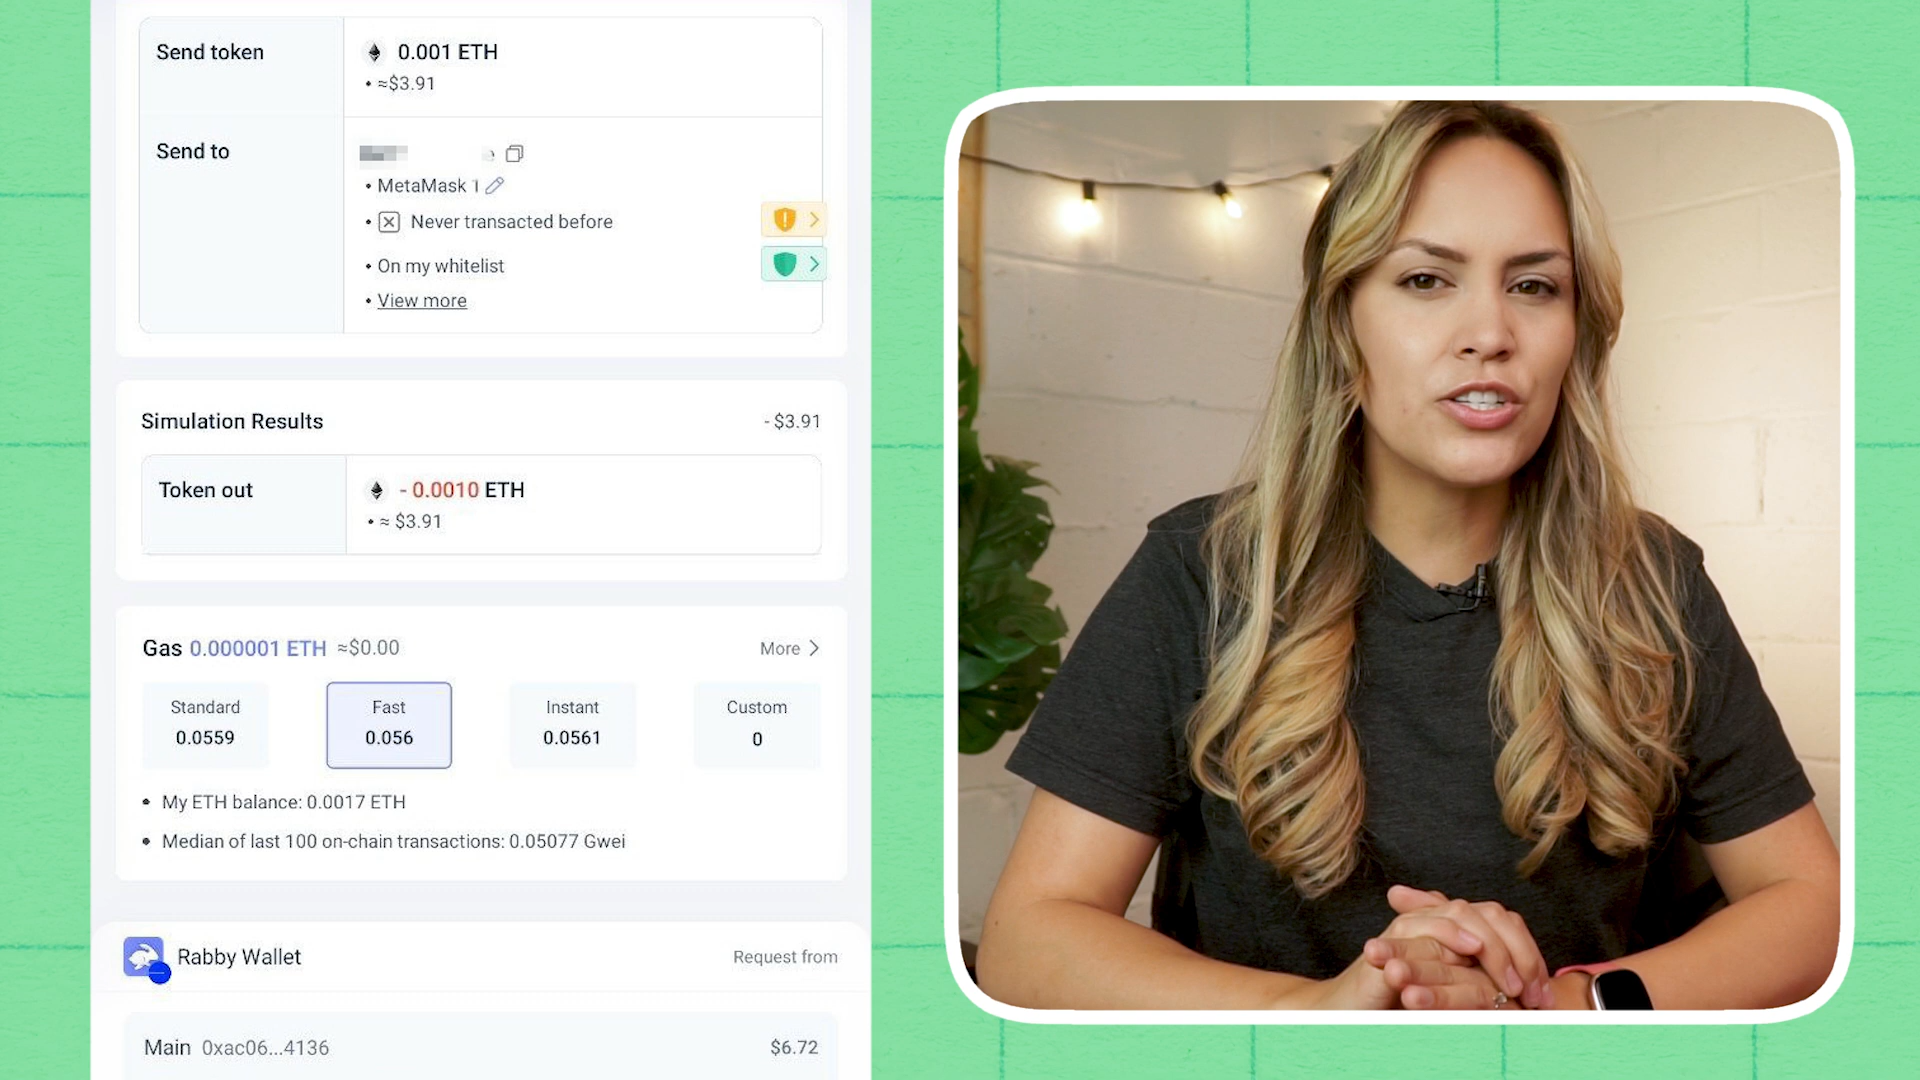 Send token
0.001 ETH
• ≈$3.91
Send to
• MetaMask 1
• Never transacted before
• On my whitelist
• View more
Simulation Results
- $3.91
Token out
- 0.0010 ETH
• ≈ $3.91
Gas 0.000001 ETH ≈$0.00
More
Standard
0.0559
Fast
0.056
Instant
0.0561
Custom
0
• My ETH balance: 0.0017 ETH
• Median of last 100 on-chain transactions: 0.05077 Gwei
Rabby Wallet
Request from
Main 0xac06...4136
$6.72